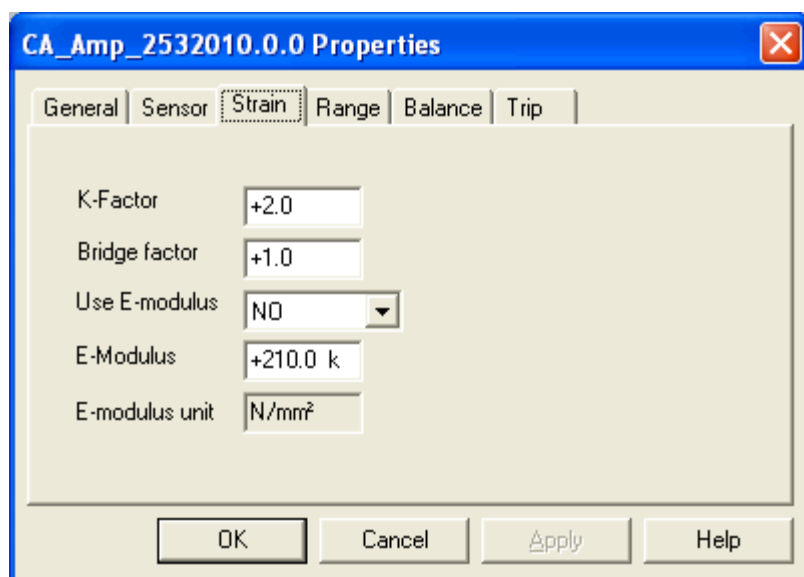 CA_Amp_2532010.0.0 Properties
General Sensor Strain Range Balance Trip
K-Factor +2.0
Bridge factor +1.0
Use E-modulus NO
E-Modulus +210.0 k
E-modulus unit N/mm²
OK Cancel Apply Help